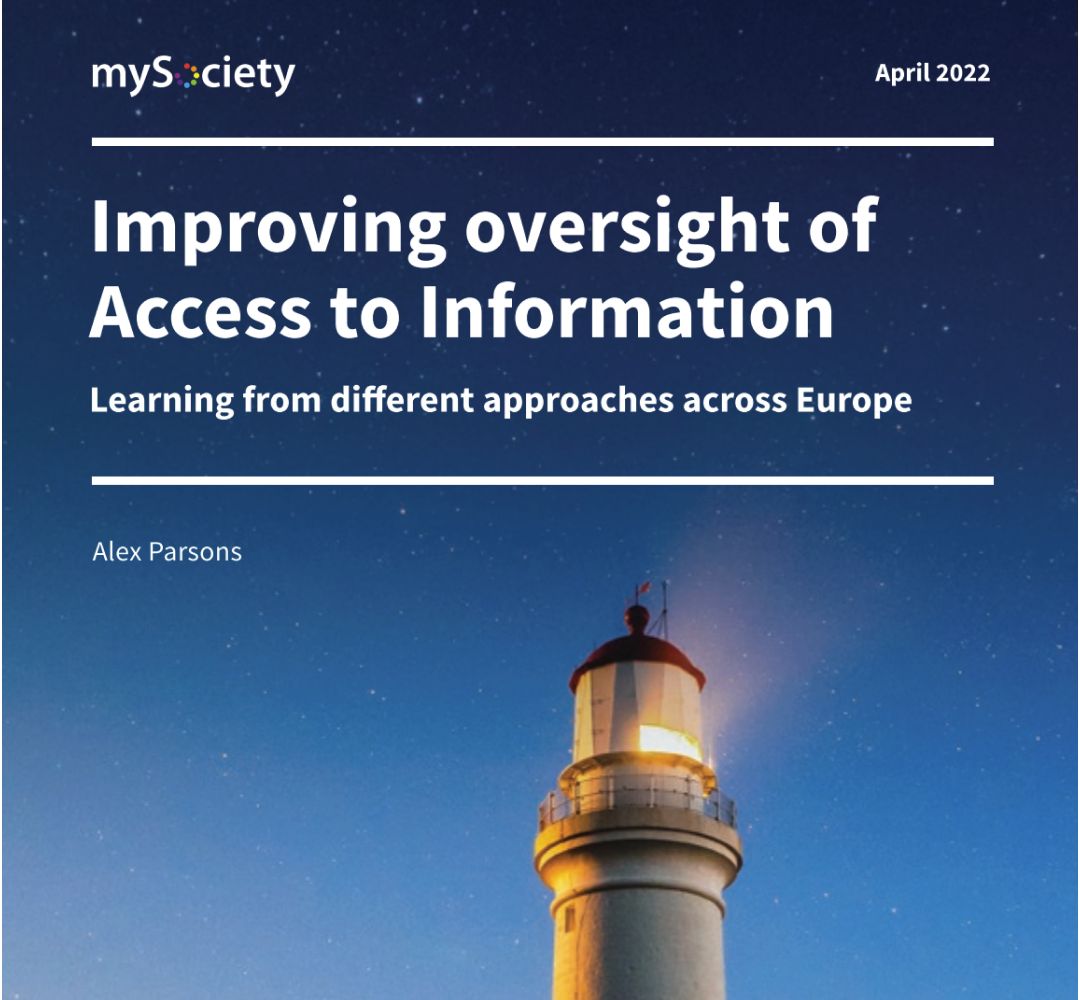 mySociety
April 2022
Improving oversight of
Access to Information
Learning from different approaches across Europe
Alex Parsons